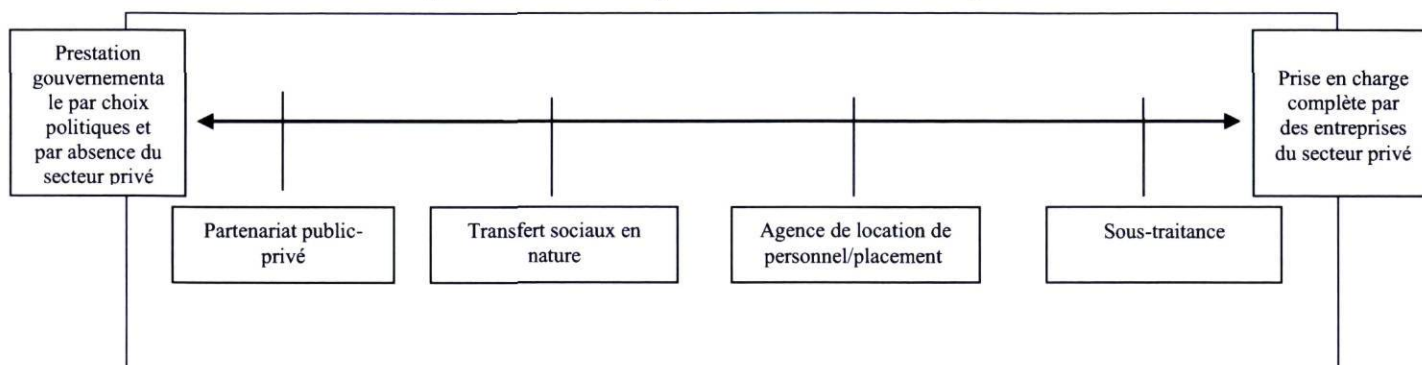 Prestation
gouvernementa
le par choix
politiques et
par absence du
secteur privé
Prise en charge
complète par
des entreprises
du secteur privé
Partenariat public-
privé
Transfert sociaux en
nature
Agence de location de
personnel/placement
Sous-traitance